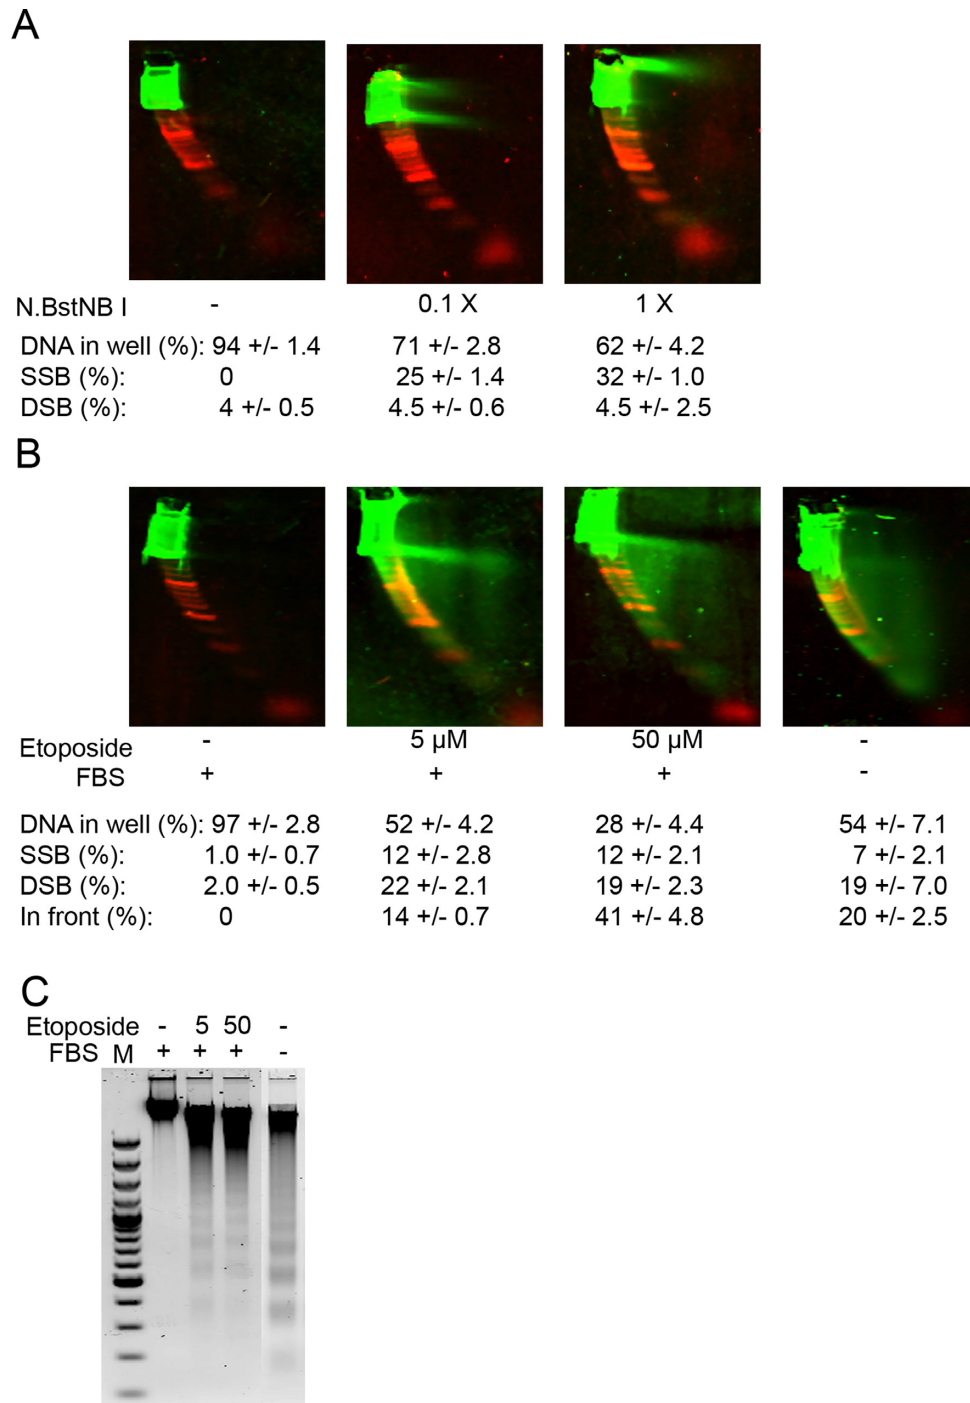 A
N.BstNB I - 0.1 X 1 X
DNA in well (%): 94 +/- 1.4 71 +/- 2.8 62 +/- 4.2
SSB (%): 0 25 +/- 1.4 32 +/- 1.0
DSB (%): 4 +/- 0.5 4.5 +/- 0.6 4.5 +/- 2.5
B
Etoposide - 5 µM 50 µM -
FBS + + + -
DNA in well (%): 97 +/- 2.8 52 +/- 4.2 28 +/- 4.4 54 +/- 7.1
SSB (%): 1.0 +/- 0.7 12 +/- 2.8 12 +/- 2.1 7 +/- 2.1
DSB (%): 2.0 +/- 0.5 22 +/- 2.1 19 +/- 2.3 19 +/- 7.0
In front (%): 0 14 +/- 0.7 41 +/- 4.8 20 +/- 2.5
C
Etoposide - 5 50 -
FBS M + + + -